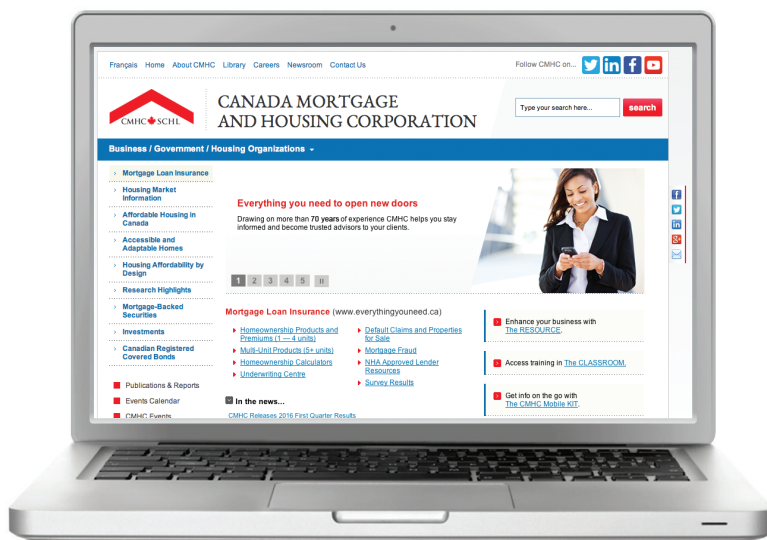 Français Home About CMHC Library Careers Newsroom Contact Us
Follow CMHC on...
CMHC SCHL
CANADA MORTGAGE
AND HOUSING CORPORATION
Type your search here...
search
Business / Government / Housing Organizations
Mortgage Loan Insurance
Housing Market
Information
Affordable Housing in
Canada
Accessible and
Adaptable Homes
Housing Affordability by
Design
Research Highlights
Mortgage-Backed
Securities
Investments
Canadian Registered
Covered Bonds
Publications & Reports
Events Calendar
CMHC Events
Everything you need to open new doors
Drawing on more than 70 years of experience CMHC helps you stay
informed and become trusted advisors to your clients.
1 2 3 4 5
Mortgage Loan Insurance (www.everythingyouneed.ca)
Homeownership Products and
Premiums (1 — 4 units)
Multi-Unit Products (5+ units)
Homeownership Calculators
Underwriting Centre
Default Claims and Properties
for Sale
Mortgage Fraud
NHA Approved Lender
Resources
Survey Results
In the news...
CMHC Releases 2016 First Quarter Results
Enhance your business with
The RESOURCE.
Access training in The CLASSROOM.
Get info on the go with
The CMHC Mobile KIT.